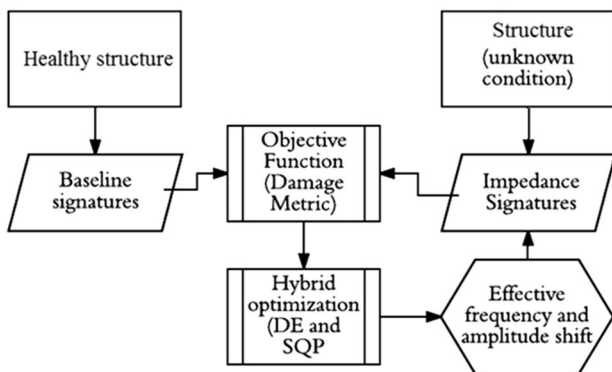 Healthy structure
Structure
(unknown
condition)
Baseline
signatures
Objective
Function
(Damage
Metric)
Impedance
Signatures
Hybrid
optimization
(DE and
SQP
Effective
frequency and
amplitude shift